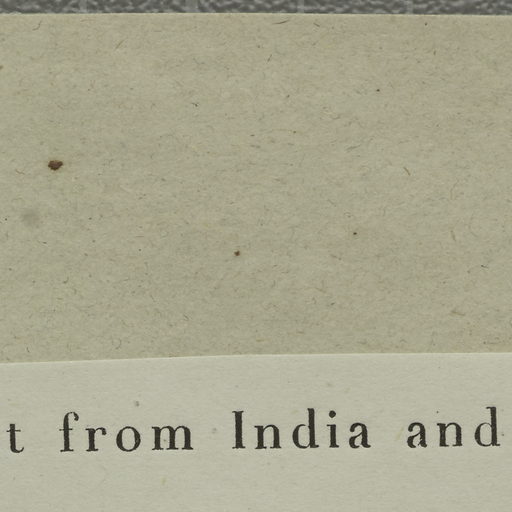 t from India and